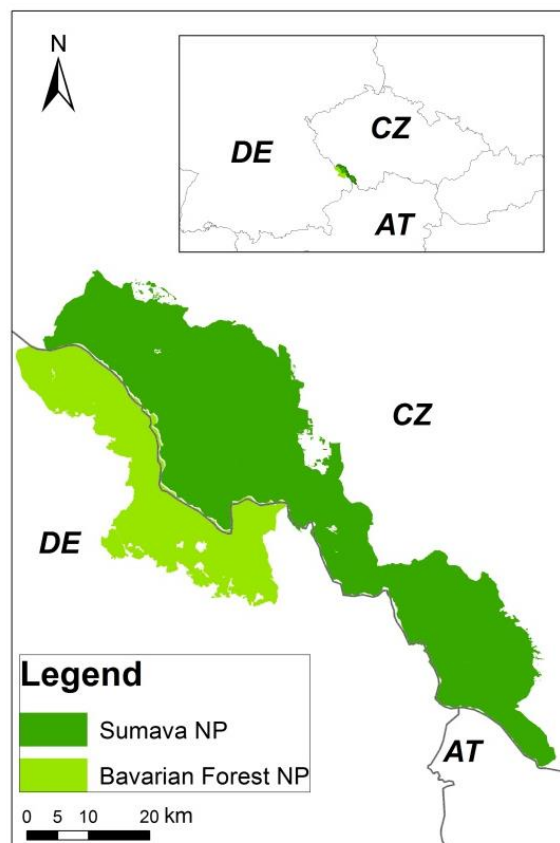 N
CZ
DE
AT
CZ
DE
Legend
Sumava NP
Bavarian Forest NP
AT
0 5 10 20 km